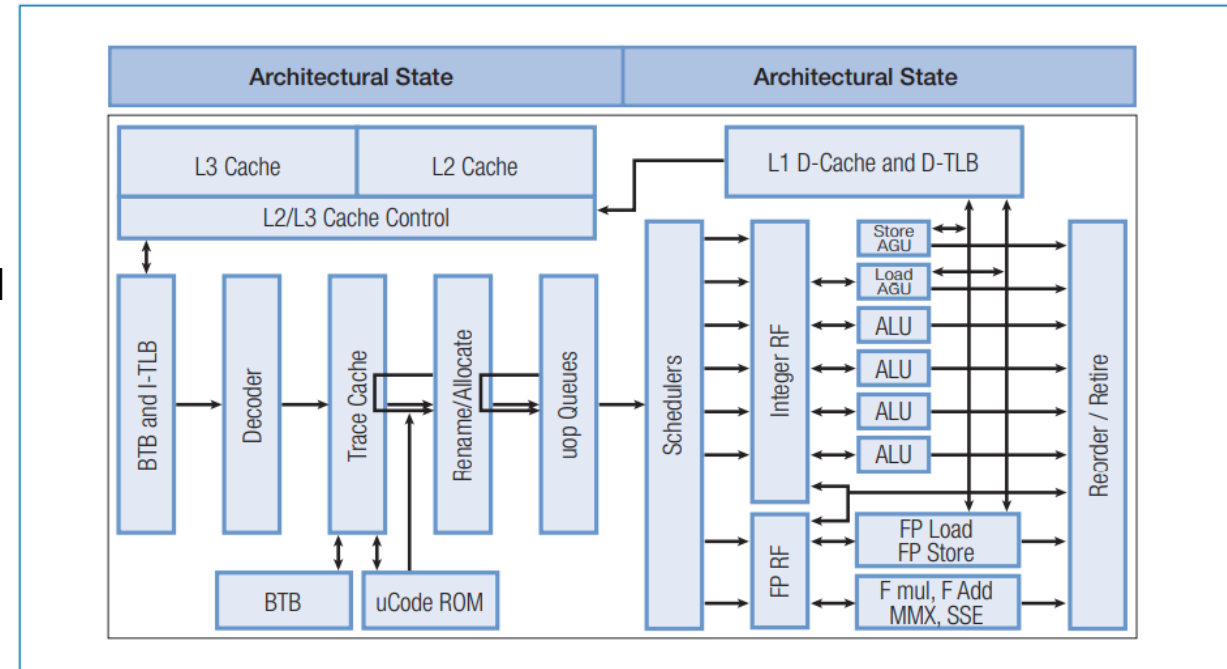 Architectural State
Architectural State
L3 Cache
L2 Cache
L2/L3 Cache Control
L1 D-Cache and D-TLB
BTB and I-TLB
Decoder
Trace Cache
Rename/Allocate
uop Queues
Schedulers
Integer RF
FP RF
Store
AGU
Load
AGU
ALU
ALU
ALU
ALU
FP Load
FP Store
F mul, F Add
MMX, SSE
Reorder / Retire
BTB
uCode ROM